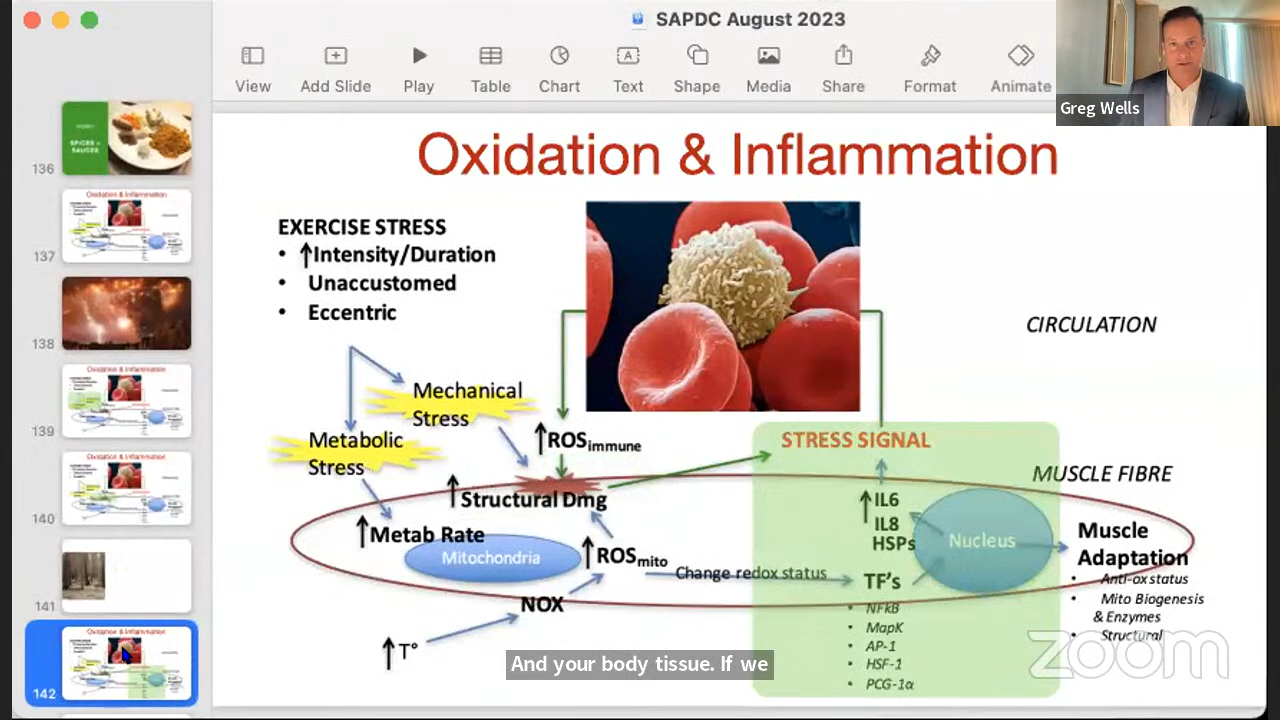 SAPDC August 2023
View
Add Slide
Play
Table
Chart
Text
Shape
Media
Share
Format
Animate
Greg Wells
136
SPICES +
SAUCES
137
138
139
140
141
142
Oxidation & Inflammation
EXERCISE STRESS
• ↑Intensity/Duration
• Unaccustomed
• Eccentric
CIRCULATION
Mechanical
Stress
Metabolic
Stress
↑ROSimmune
STRESS SIGNAL
MUSCLE FIBRE
↑Structural Dmg
↑Metab Rate
Mitochondria
↑ROSmito
Change redox status
↑IL6
IL8
HSPs
Nucleus
TF's
• NFkB
• MapK
• AP-1
• HSF-1
• PCG-1α
Muscle
Adaptation
• Anti-ox status
• Mito Biogenesis
& Enzymes
• Structural
NOX
↑T°
And your body tissue. If we
zoom